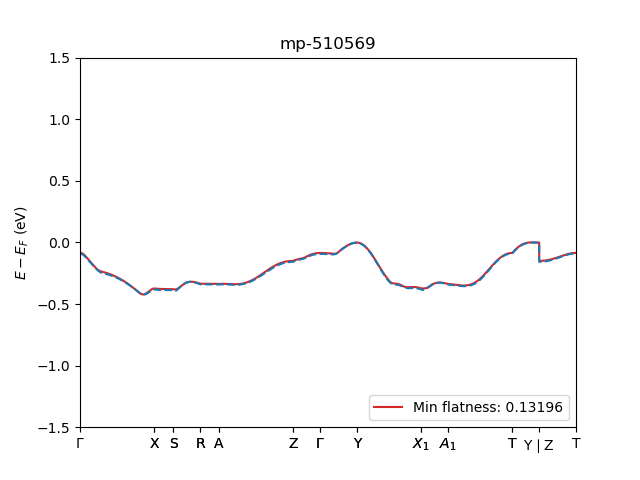 mp-510569
1.5
1.0
0.5
0.0
−0.5
−1.0
−1.5
E − E_F (eV)
Min flatness: 0.13196
Γ X S R A Z Γ Y X_1 A_1 T Y | Z T